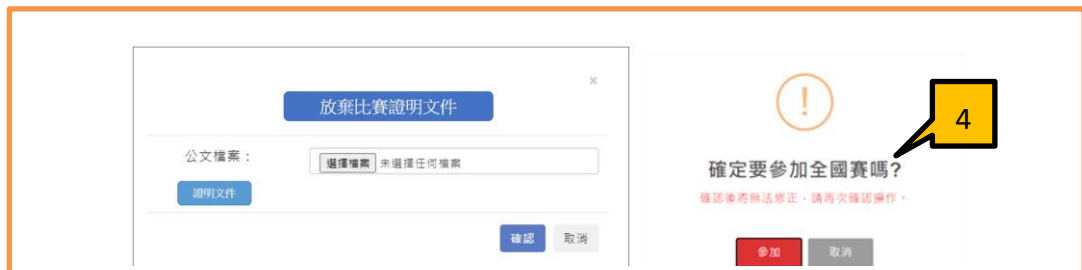 ×
放棄比賽證明文件
公文檔案：
選擇檔案 未選擇任何檔案
證明文件
確認 取消
!
4
確定要參加全國賽嗎?
確認後將無法修正，請再次確認操作。
參加 取消